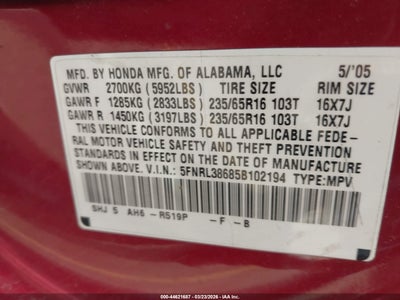 MFD. BY HONDA MFG. OF ALABAMA, LLC 5/'05
GVWR 2700KG (5952LBS) TIRE SIZE RIM SIZE
GAWR F 1285KG (2833LBS) 235/65R16 103T 16X7J
GAWR R 1450KG (3197LBS) 235/65R16 103T 16X7J
THIS VEHICLE CONFORMS TO ALL APPLICABLE FEDE-
RAL MOTOR VEHICLE SAFETY AND THEFT PREVENTION
STANDARDS IN EFFECT ON THE DATE OF MANUFACTURE
SHOWN ABOVE. V.I.N.: 5FNRL38685B102194 TYPE:MPV
SHJ 5 AH6 -R519P -F -B
© IAA Holdings, LLC
#: 44621687 | 03/23/2026 | © IAA, Inc.